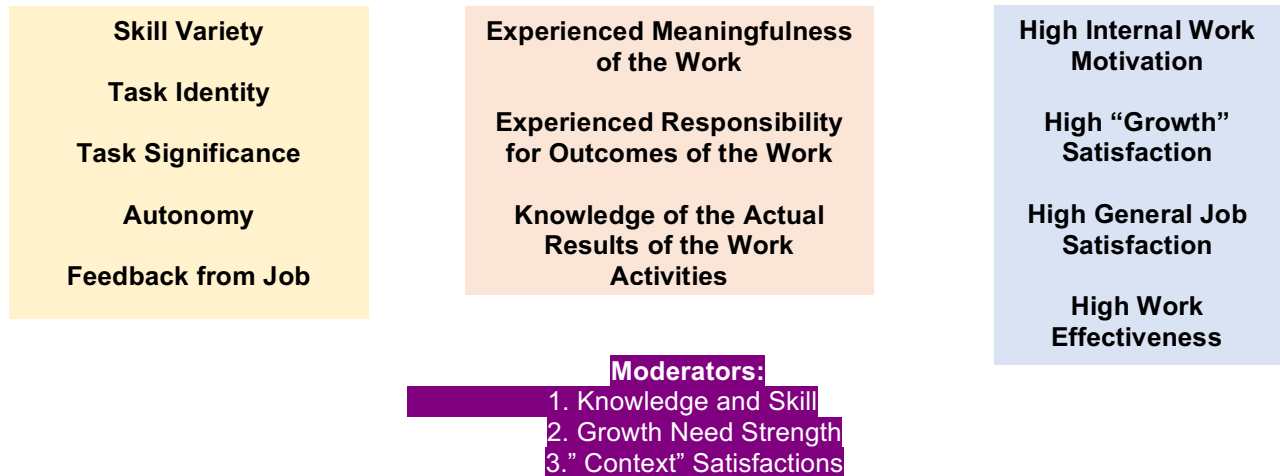 Skill Variety
Task Identity
Task Significance
Autonomy
Feedback from Job
Experienced Meaningfulness
of the Work
Experienced Responsibility
for Outcomes of the Work
Knowledge of the Actual
Results of the Work
Activities
High Internal Work
Motivation
High “Growth”
Satisfaction
High General Job
Satisfaction
High Work
Effectiveness
Moderators:
1. Knowledge and Skill
2. Growth Need Strength
3.” Context” Satisfactions